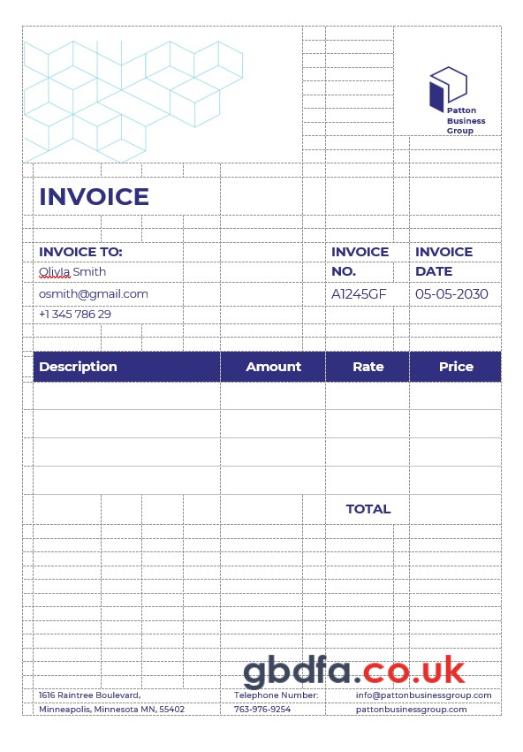 Patton
Business
Group
INVOICE
INVOICE TO:
INVOICE NO.
INVOICE DATE
Olivia Smith
osmith@gmail.com
A1245GF
05-05-2030
+1 345 786 29
Description Amount Rate Price
TOTAL
gbdfa.co.uk
1616 Raintree Boulevard, Telephone Number: info@pattonbusinessgroup.com
Minneapolis, Minnesota MN, 55402 763-976-9254 pattonbusinessgroup.com